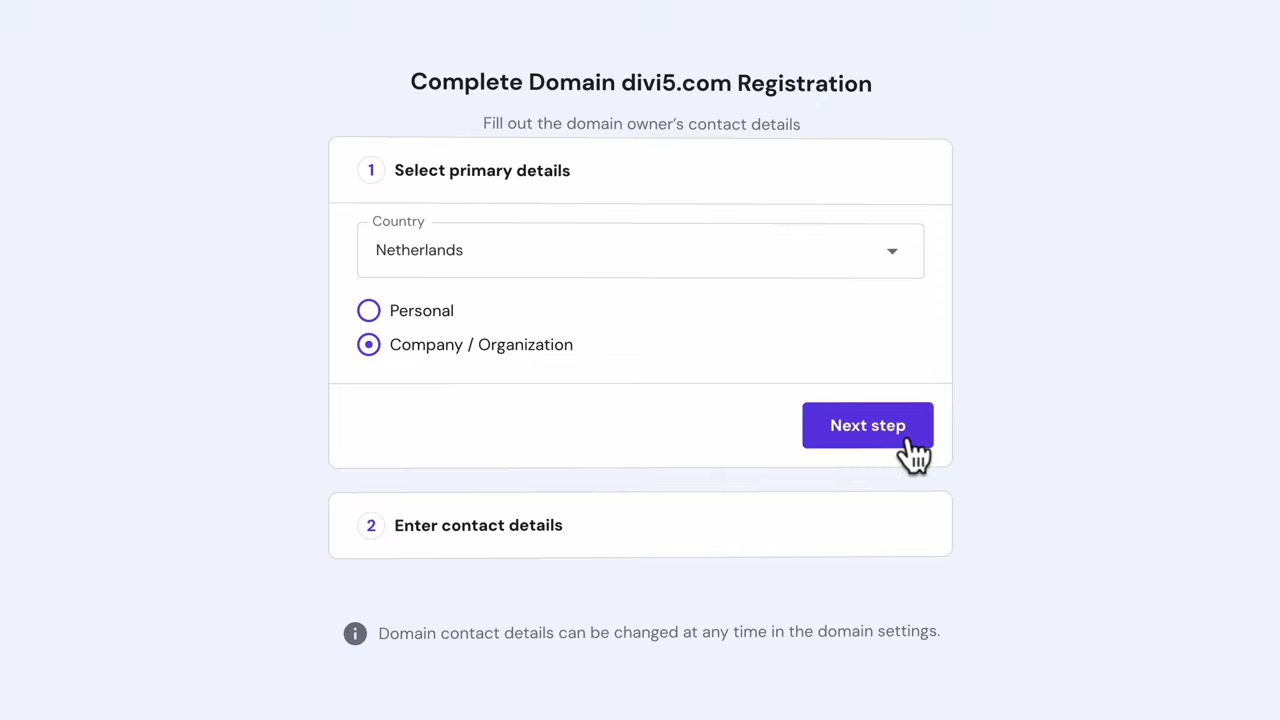 Complete Domain divi5.com Registration
Fill out the domain owner's contact details
1 Select primary details
Country
Netherlands
Personal
Company / Organization
Next step
2 Enter contact details
i Domain contact details can be changed at any time in the domain settings.